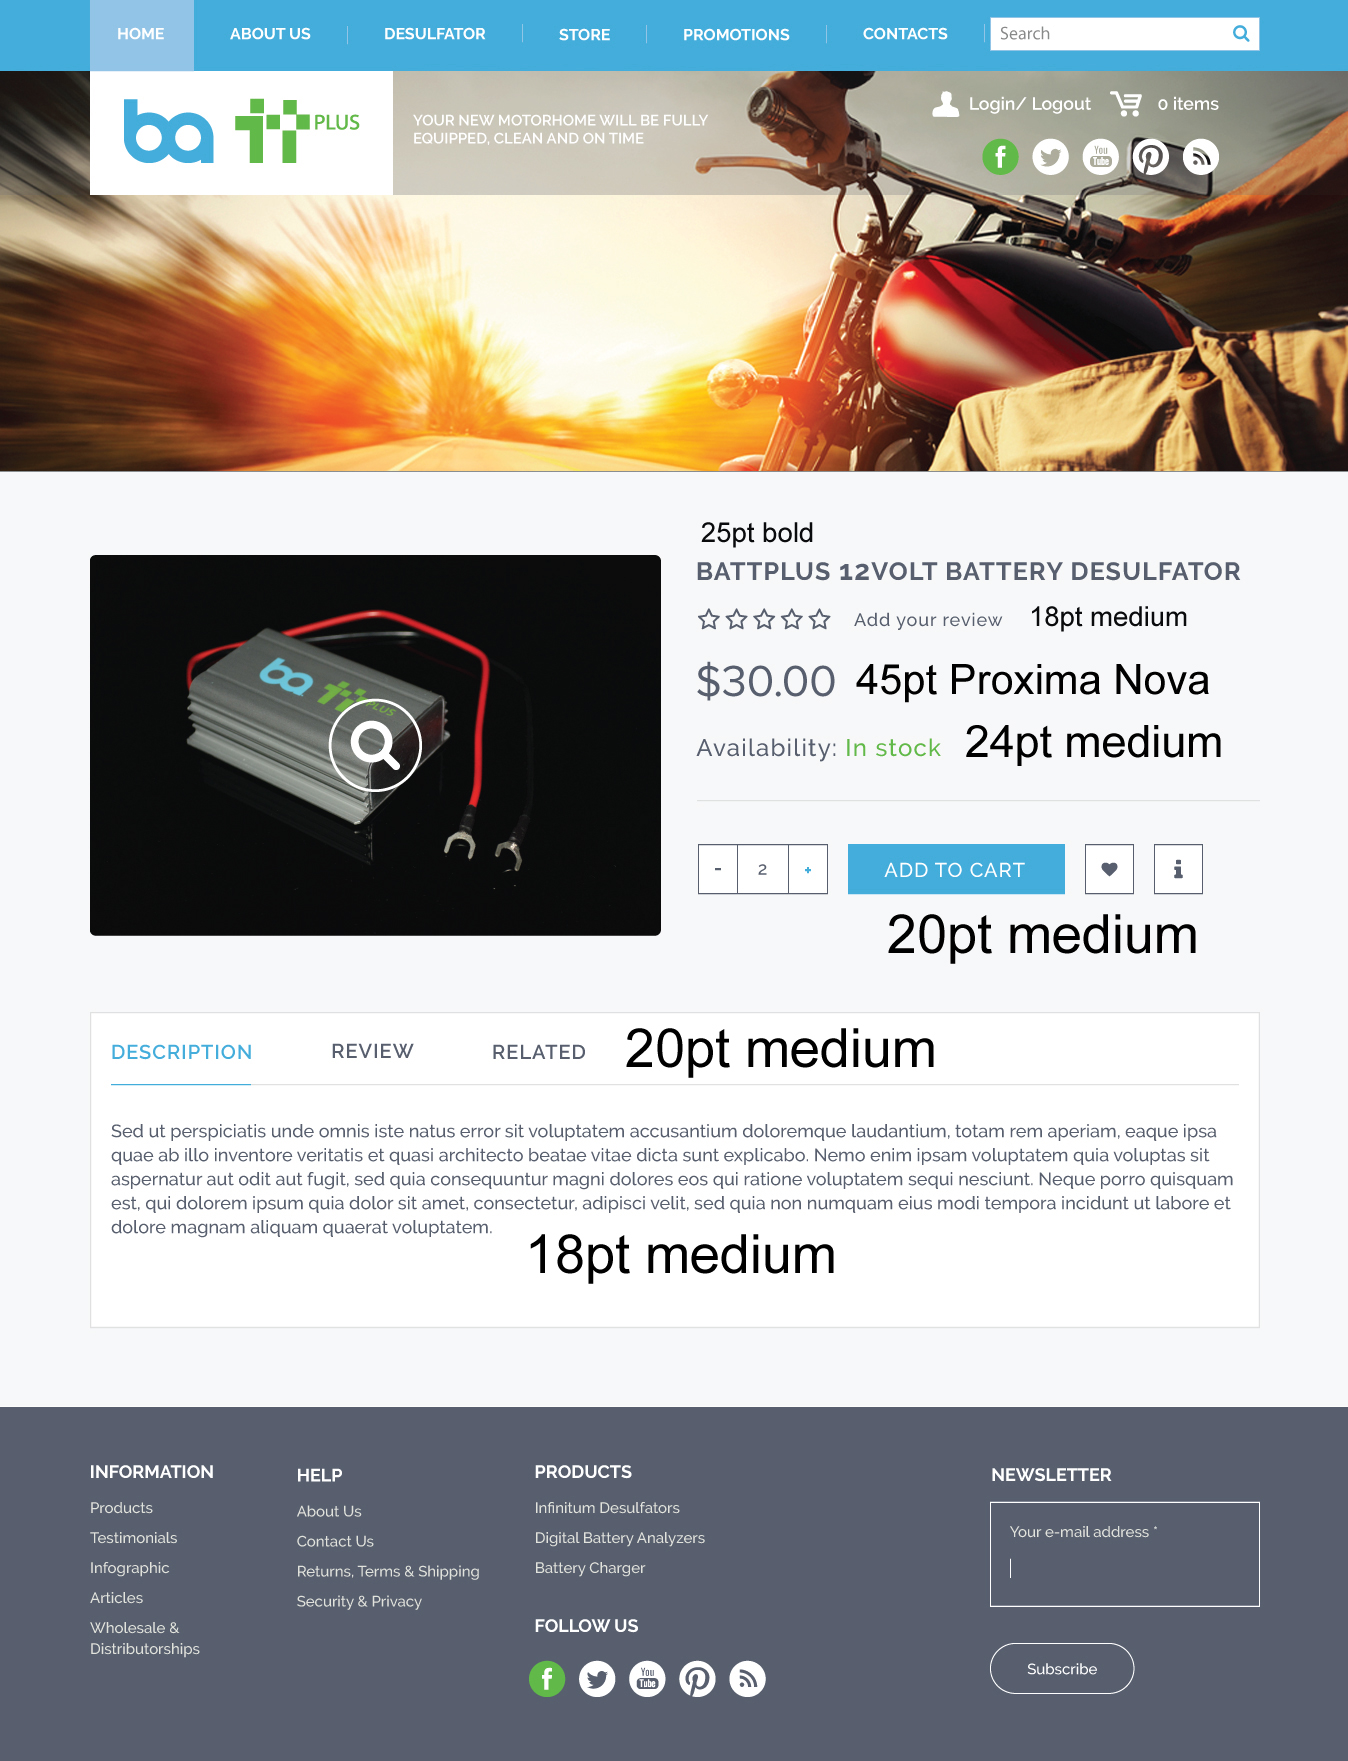 HOME
ABOUT US
DESULFATOR
STORE
PROMOTIONS
CONTACTS
Search
ba tt PLUS
YOUR NEW MOTORHOME WILL BE FULLY
EQUIPPED, CLEAN AND ON TIME
Login/ Logout
0 items
You
Tube
25pt bold
BATTPLUS 12VOLT BATTERY DESULFATOR
Add your review
18pt medium
$30.00
45pt Proxima Nova
Availability: In stock
24pt medium
ba tt PLUS
- 2 +
ADD TO CART
20pt medium
DESCRIPTION
REVIEW
RELATED
20pt medium
Sed ut perspiciatis unde omnis iste natus error sit voluptatem accusantium doloremque laudantium, totam rem aperiam, eaque ipsa
quae ab illo inventore veritatis et quasi architecto beatae vitae dicta sunt explicabo. Nemo enim ipsam voluptatem quia voluptas sit
aspernatur aut odit aut fugit, sed quia consequuntur magni dolores eos qui ratione voluptatem sequi nesciunt. Neque porro quisquam
est, qui dolorem ipsum quia dolor sit amet, consectetur, adipisci velit, sed quia non numquam eius modi tempora incidunt ut labore et
dolore magnam aliquam quaerat voluptatem.
18pt medium
INFORMATION
Products
Testimonials
Infographic
Articles
Wholesale &
Distributorships
HELP
About Us
Contact Us
Returns, Terms & Shipping
Security & Privacy
PRODUCTS
Infinitum Desulfators
Digital Battery Analyzers
Battery Charger
FOLLOW US
You
Tube
NEWSLETTER
Your e-mail address *
Subscribe